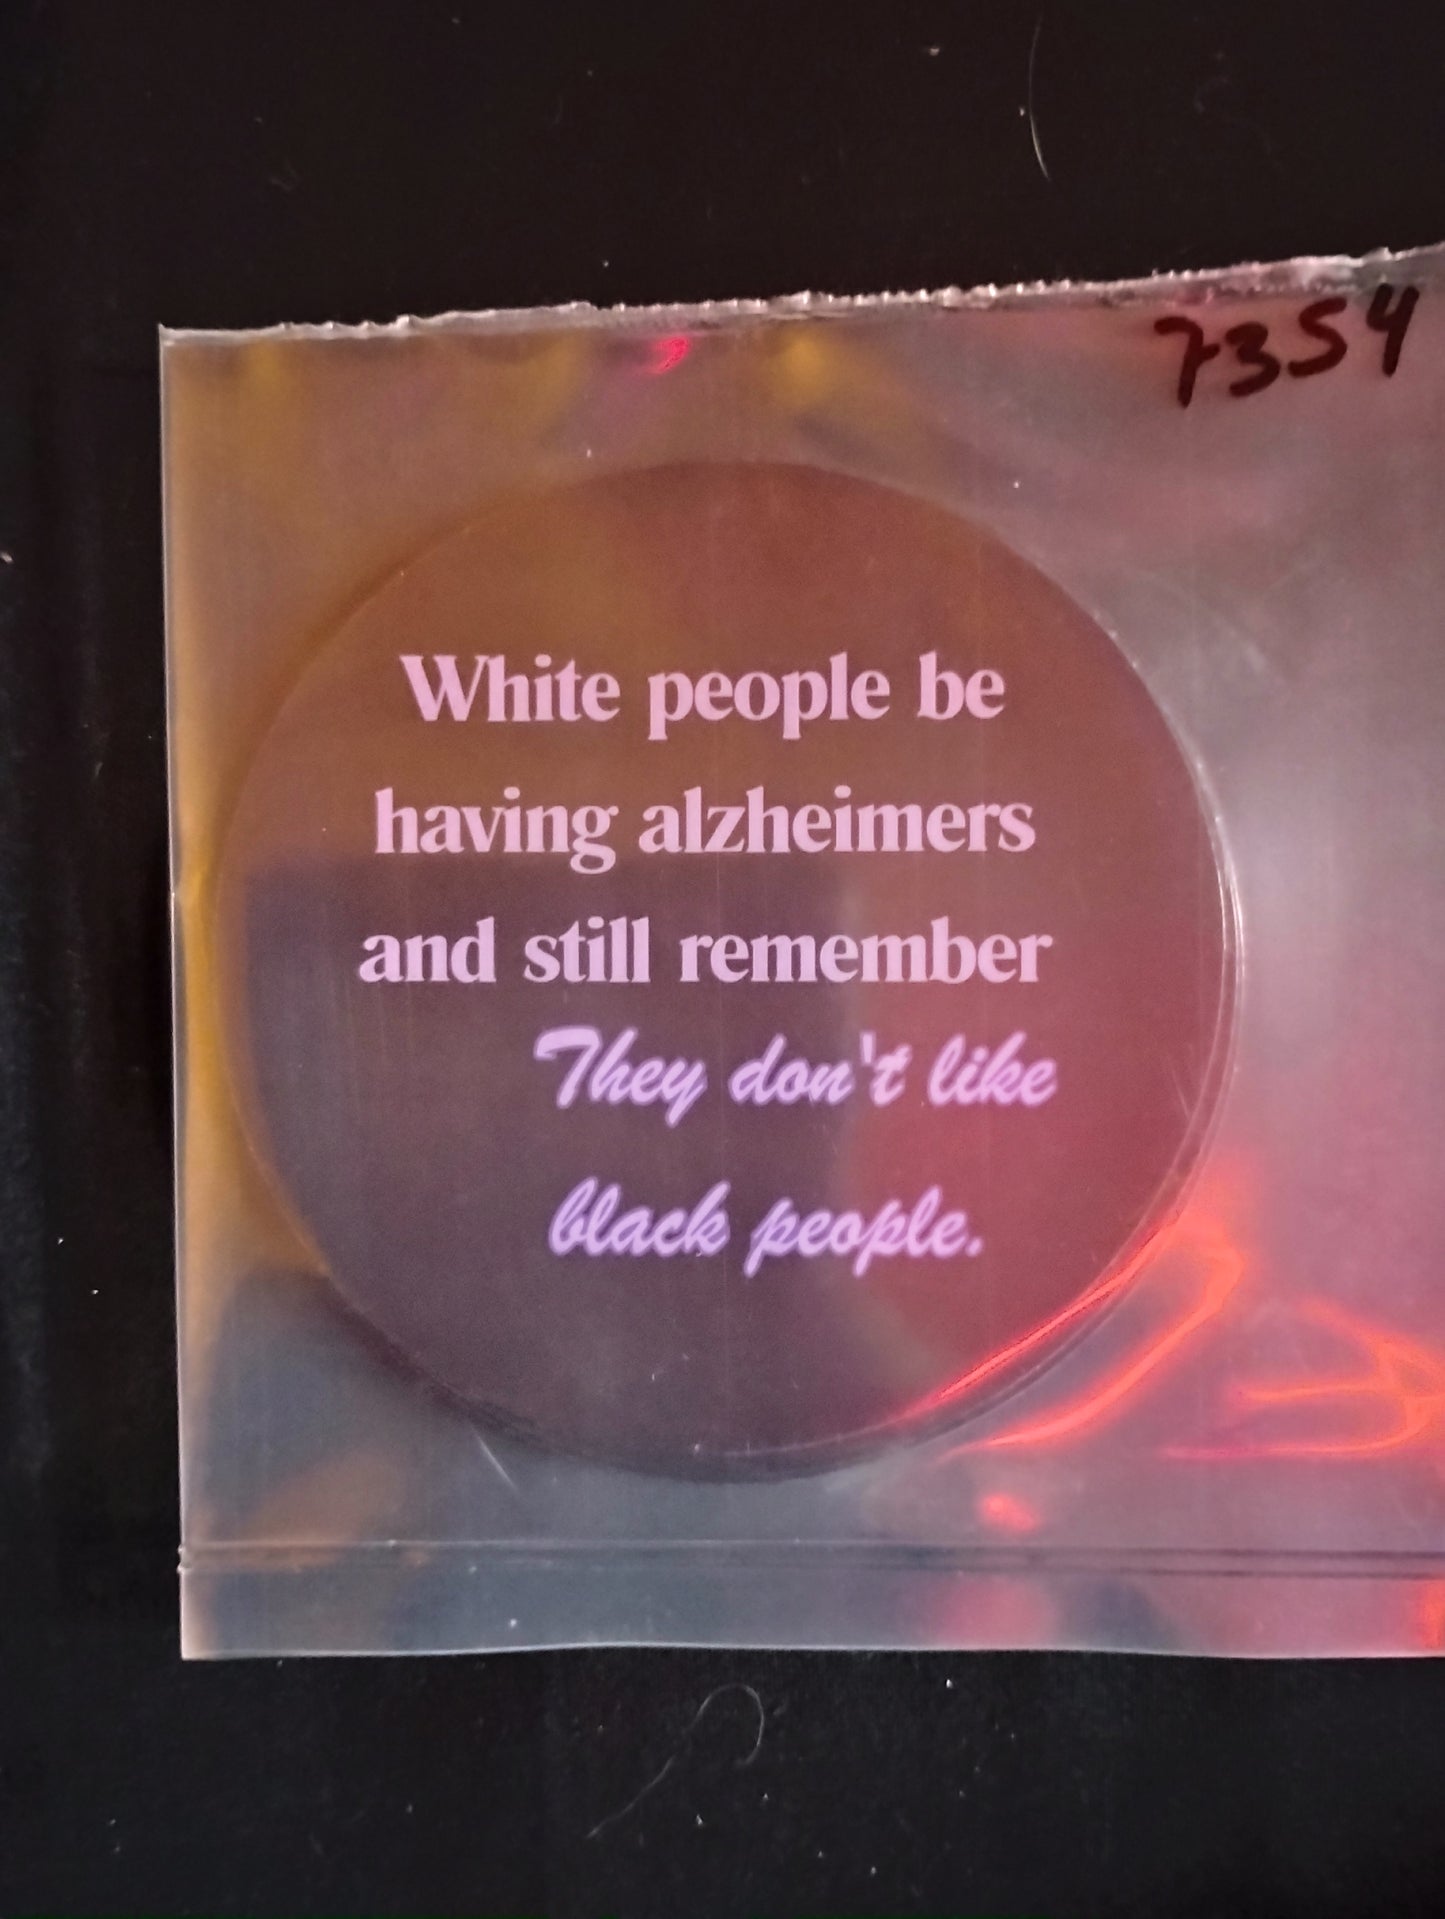 7354
White people be
having alzheimers
and still remember
They don't like
black people.